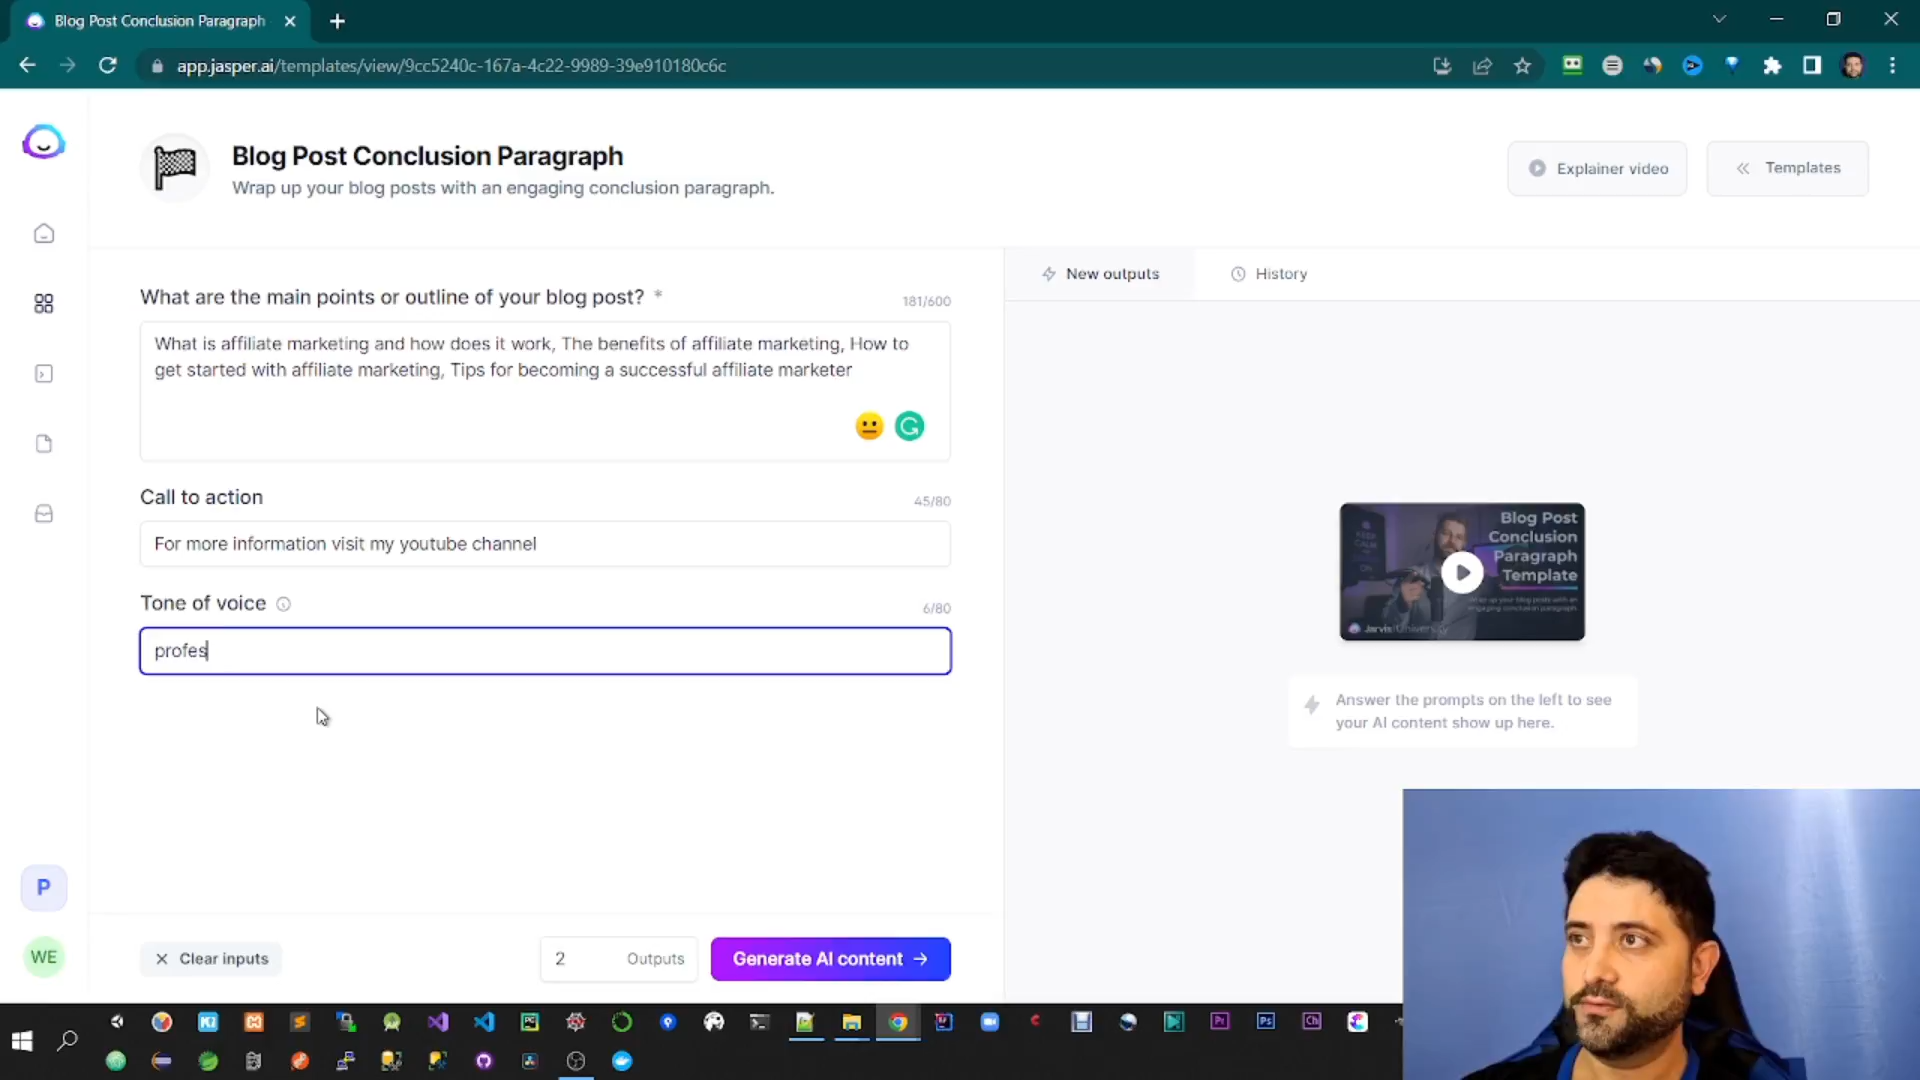 Blog Post Conclusion Paragraph
app.jasper.ai/templates/view/9cc5240c-167a-4c22-9989-39e910180c6c
Blog Post Conclusion Paragraph
Wrap up your blog posts with an engaging conclusion paragraph.
Explainer video
Templates
What are the main points or outline of your blog post? *
181/600
What is affiliate marketing and how does it work, The benefits of affiliate marketing, How to
get started with affiliate marketing, Tips for becoming a successful affiliate marketer
Call to action
45/80
For more information visit my youtube channel
Tone of voice
6/80
profes
New outputs
History
Blog Post
Conclusion
Paragraph
Template
Jarvis University
Answer the prompts on the left to see
your AI content show up here.
P
WE
Clear inputs
2
Outputs
Generate AI content